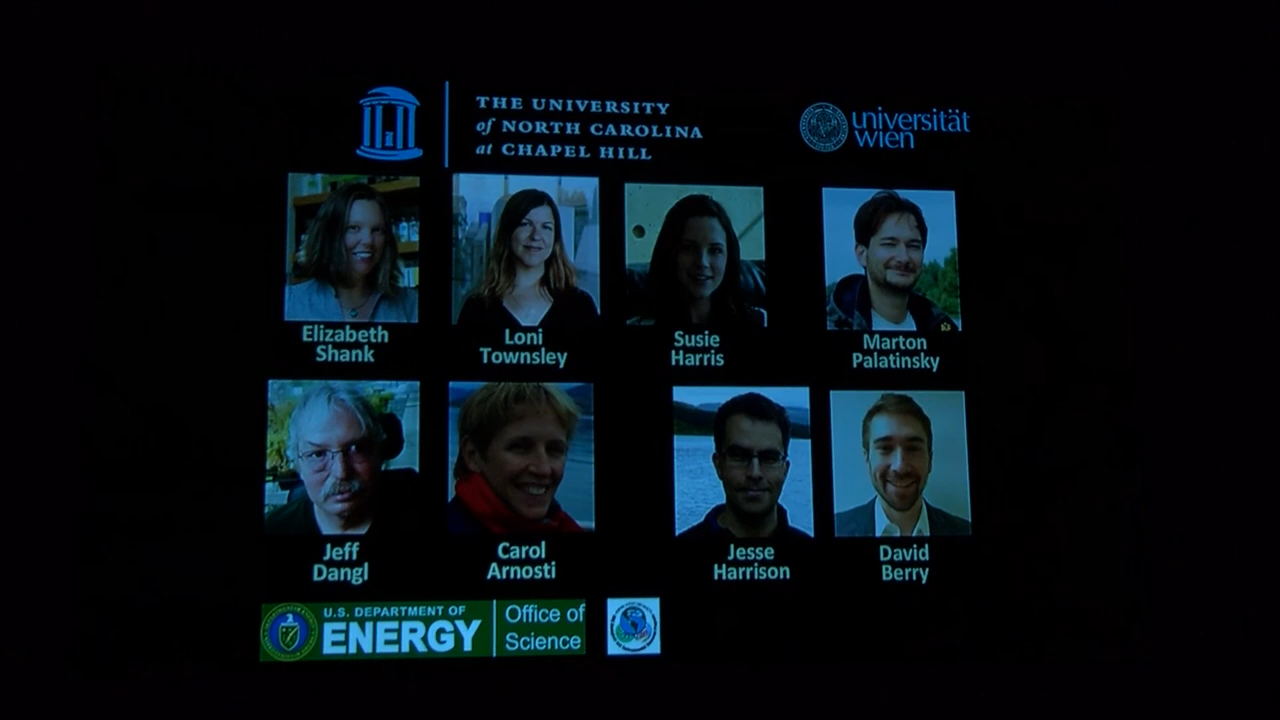 THE UNIVERSITY
of NORTH CAROLINA
at CHAPEL HILL
universität
wien
Elizabeth
Shank
Loni
Townsley
Susie
Harris
Marton
Palatinsky
Jeff
Dangl
Carol
Arnosti
Jesse
Harrison
David
Berry
U.S. DEPARTMENT OF
ENERGY
Office of
Science